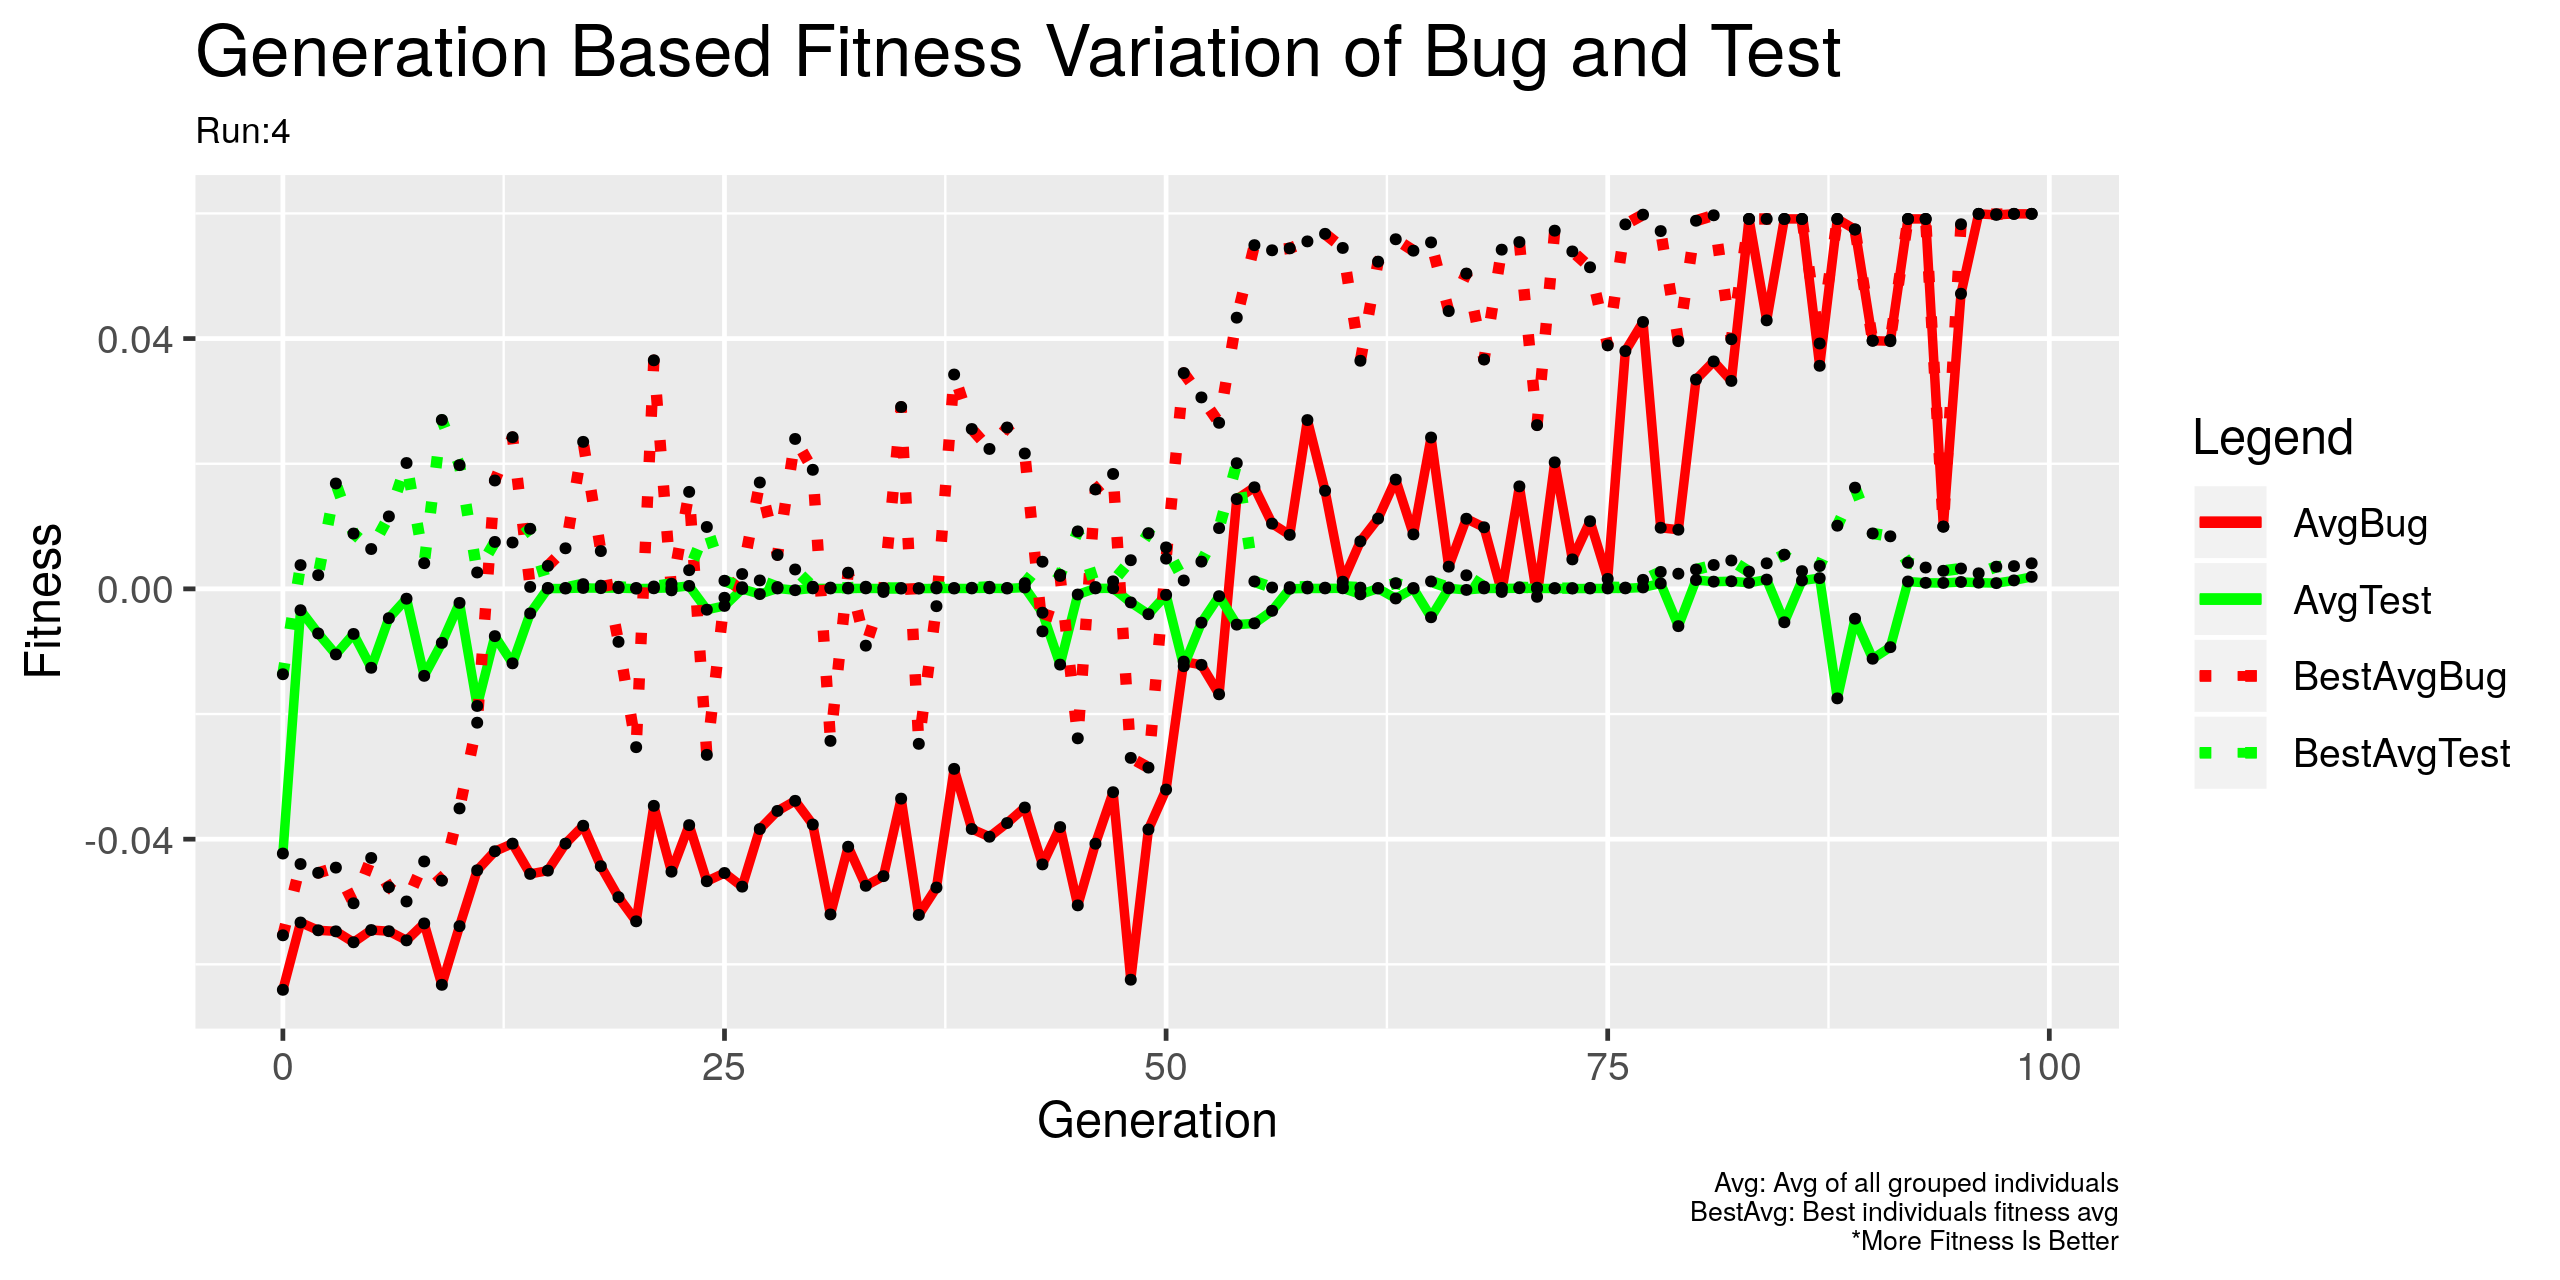 Generation Based Fitness Variation of Bug and Test
Run:4
Fitness
0.04
0.00
-0.04
0
25
50
75
100
Generation
Legend
AvgBug
AvgTest
BestAvgBug
BestAvgTest
Avg: Avg of all grouped individuals
BestAvg: Best individuals fitness avg
*More Fitness Is Better